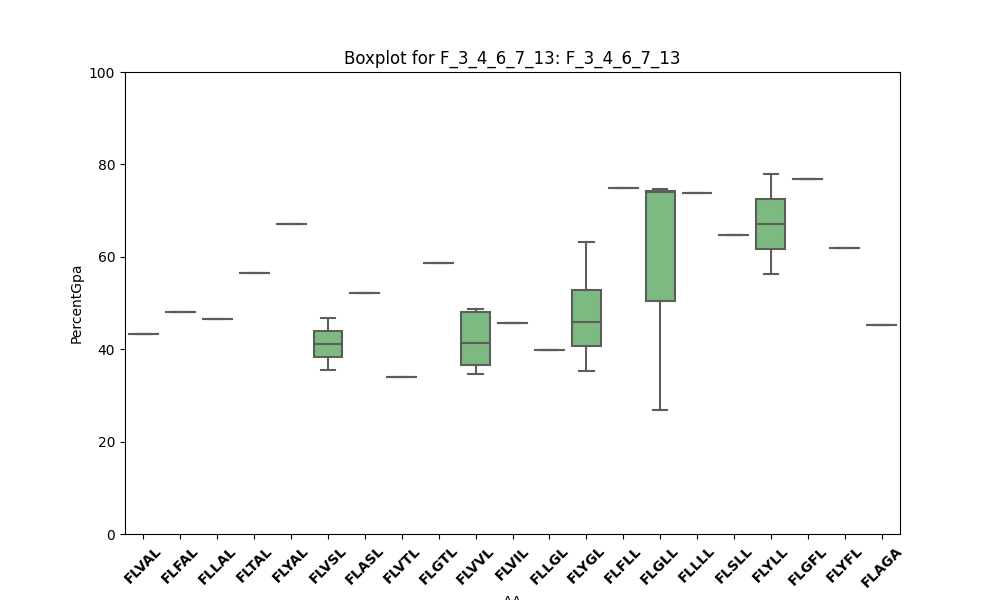 Boxplot for F_3_4_6_7_13: F_3_4_6_7_13
100
80
60
40
20
0
PercentGpa
FLVAL FLFAL FLLAL FLTAL FLYAL FLVSL FLASL FLVTL FLGTL FLVVL FLVIL FLLGL FLYGL FLFLL FLGLL FLLLL FLSLL FLYLL FLGFL FLYFL FLAGA
AA